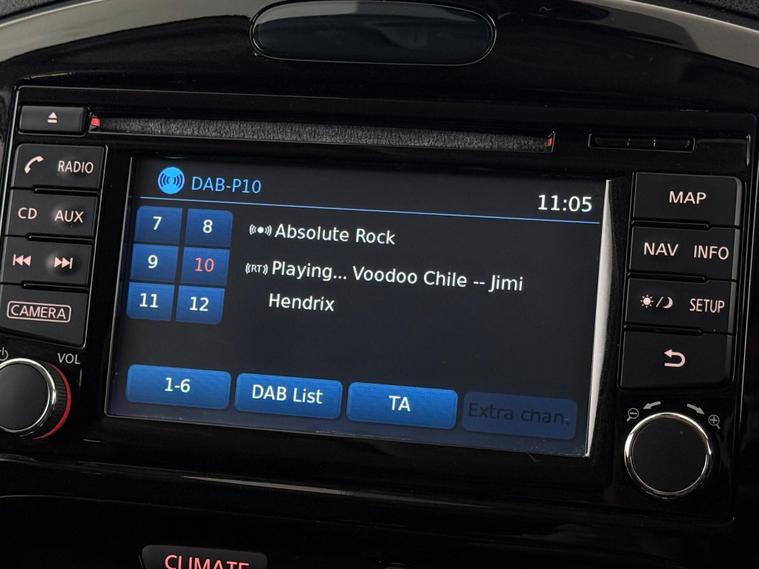 RADIO
CD AUX
CAMERA
VOL
DAB-P10
11:05
7 8
9 10
11 12
Absolute Rock
(RT) Playing... Voodoo Chile -- Jimi
Hendrix
1-6
DAB List
TA
Extra chan.
MAP
NAV INFO
SETUP
CLIMATE